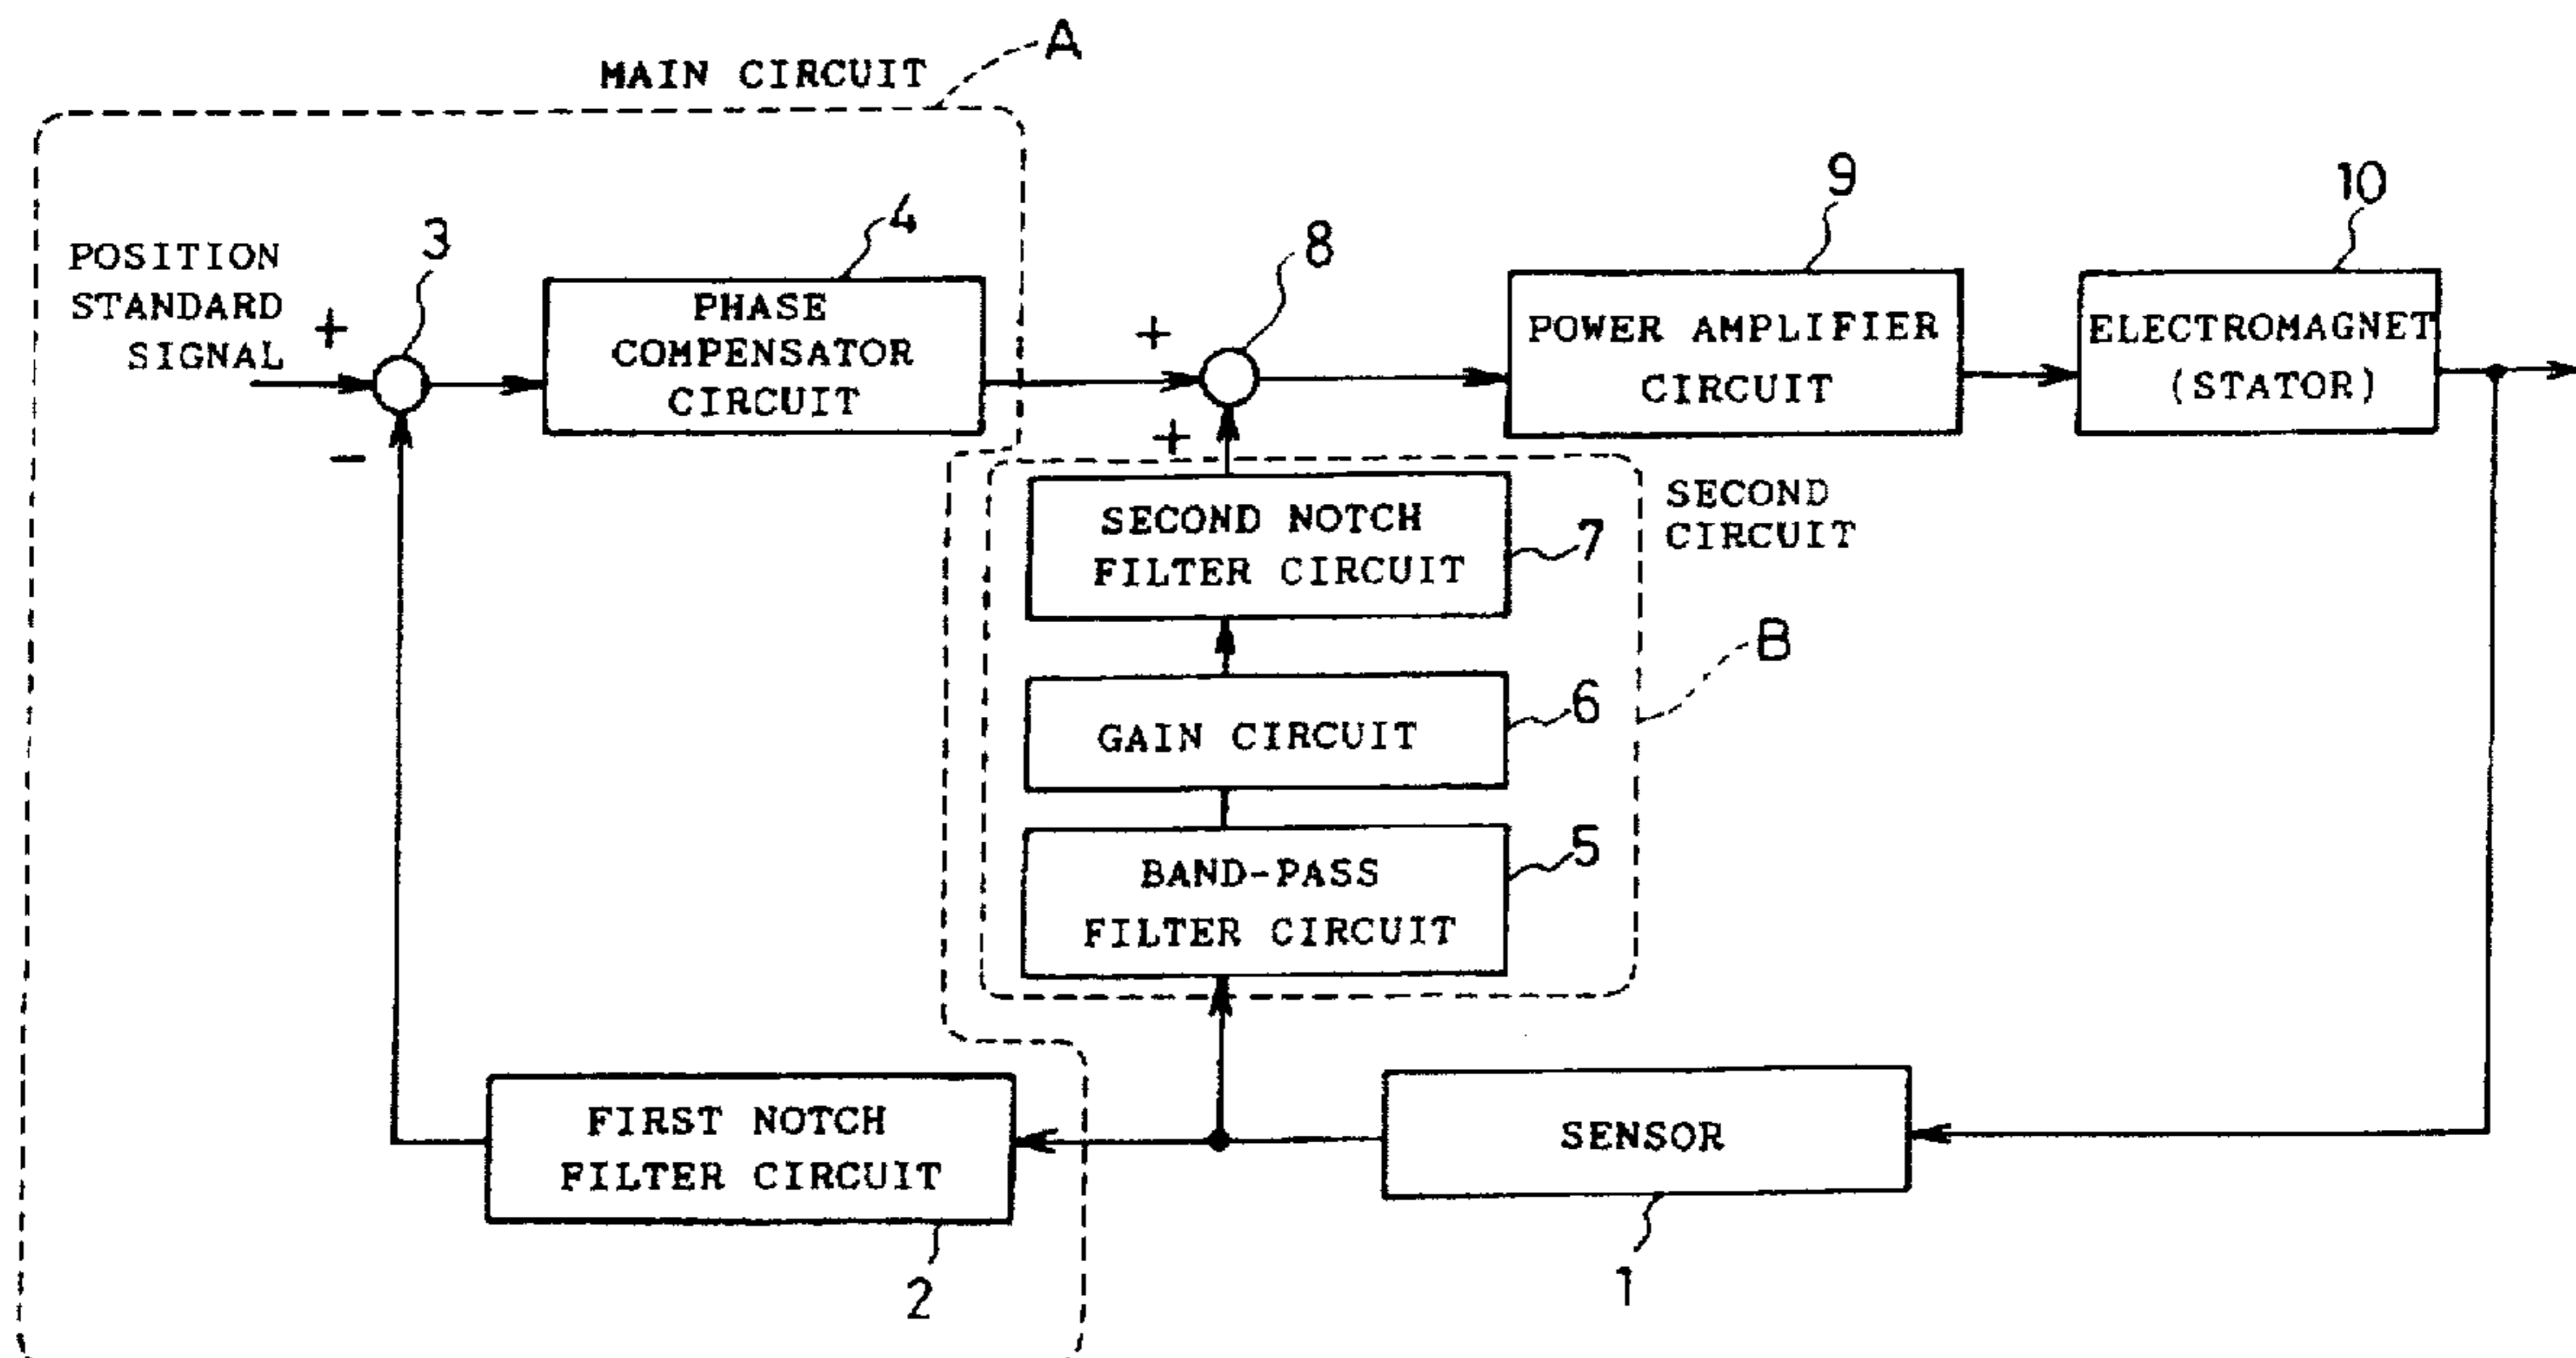 MAIN CIRCUIT
A
POSITION
STANDARD
SIGNAL
+
-
3
PHASE
COMPENSATOR
CIRCUIT
4
+
+
8
POWER AMPLIFIER
CIRCUIT
9
ELECTROMAGNET
(STATOR)
10
SECOND
CIRCUIT
SECOND NOTCH
FILTER CIRCUIT
7
B
GAIN CIRCUIT
6
BAND-PASS
FILTER CIRCUIT
5
FIRST NOTCH
FILTER CIRCUIT
2
SENSOR
1